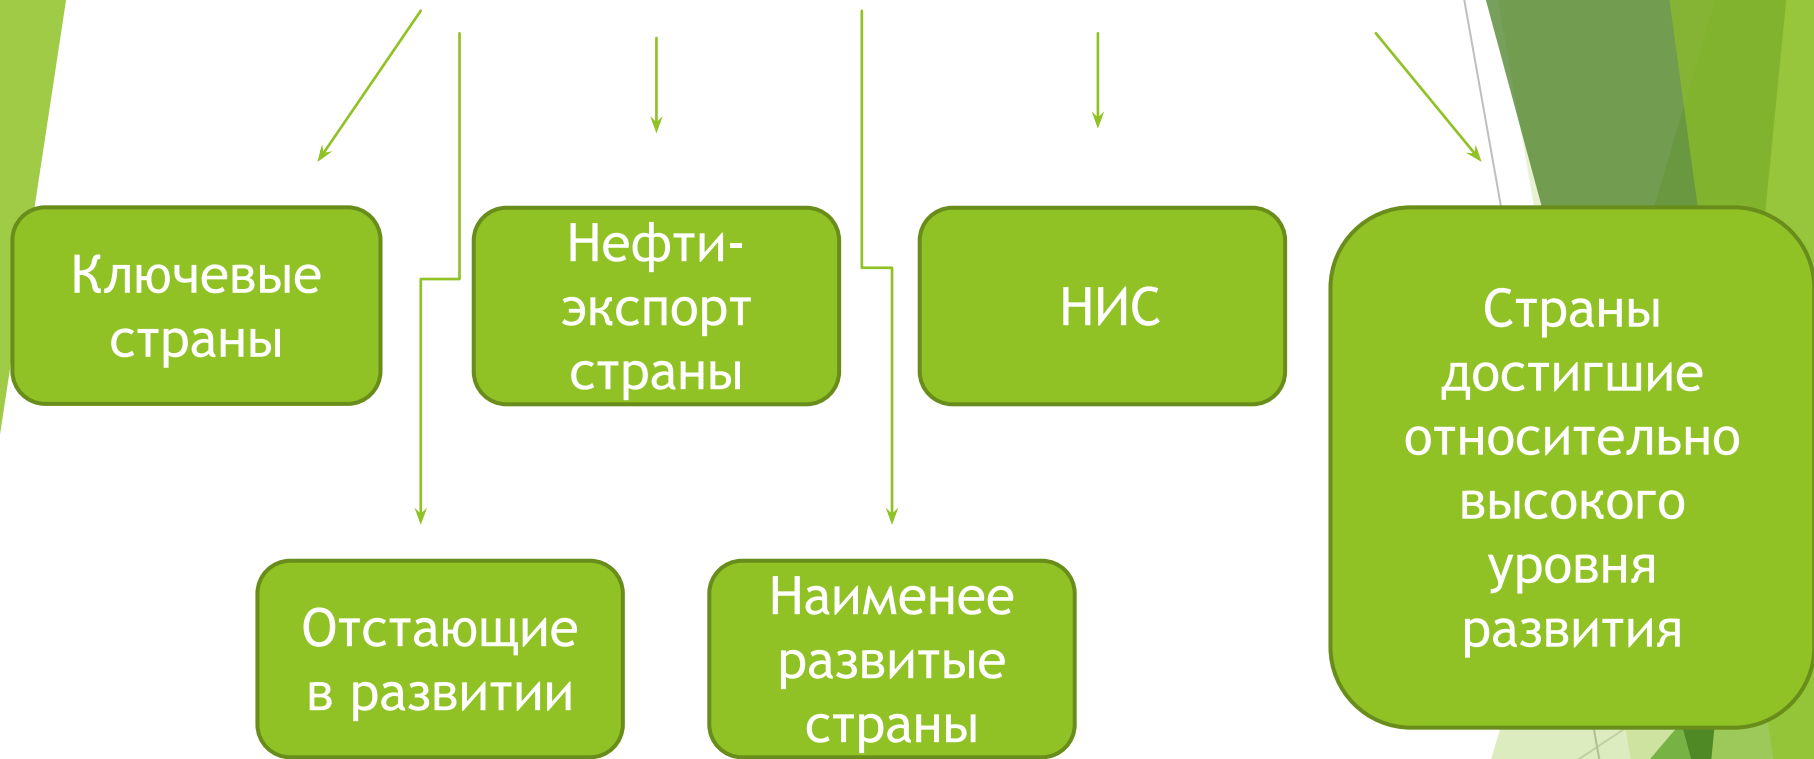 Ключевые
страны
Нефти-
экспорт
страны
НИС
Страны
достигшие
относительно
высокого
уровня
развития
Отстающие
в развитии
Наименее
развитые
страны